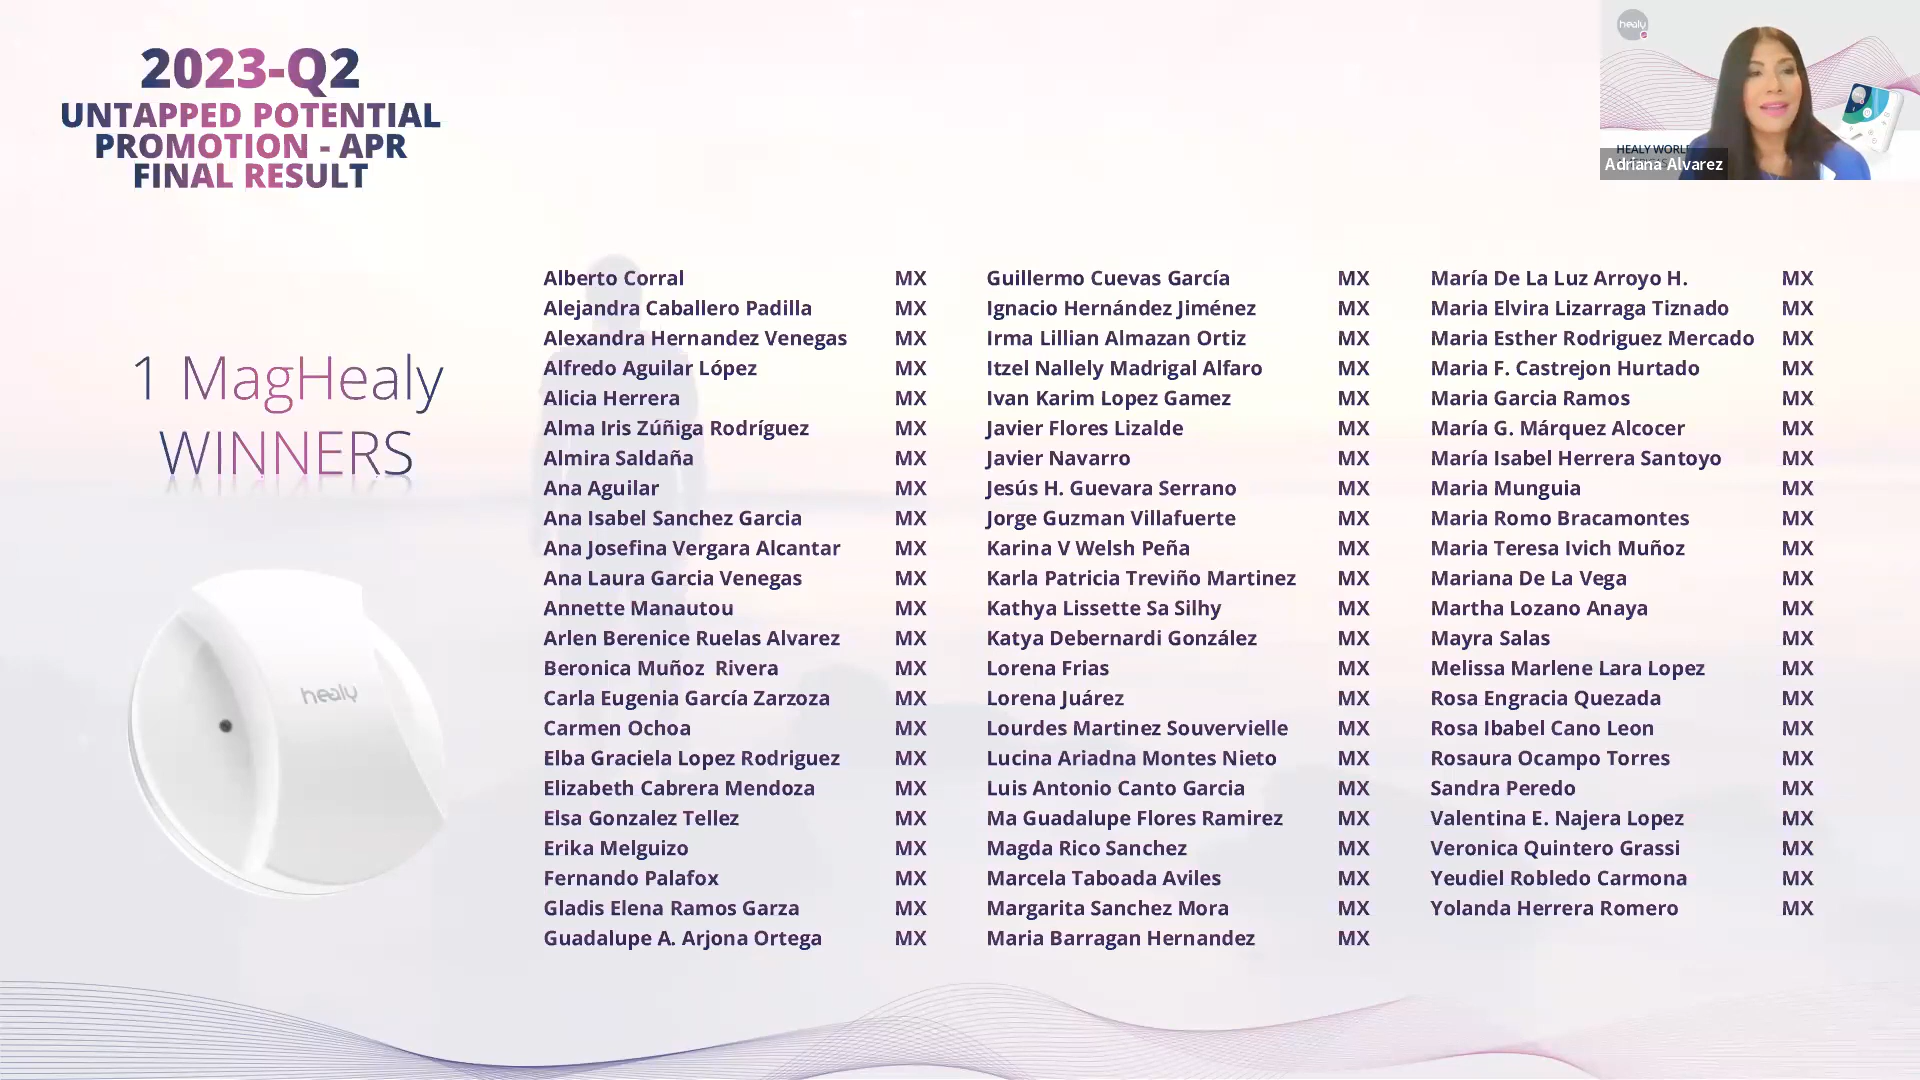 2023-Q2
UNTAPPED POTENTIAL
PROMOTION - APR
FINAL RESULT
healy
HEALY WORL
Adriana Alvarez
1 MagHealy
WINNERS
healy
Alberto Corral MX
Alejandra Caballero Padilla MX
Alexandra Hernandez Venegas MX
Alfredo Aguilar López MX
Alicia Herrera MX
Alma Iris Zúñiga Rodríguez MX
Almira Saldaña MX
Ana Aguilar MX
Ana Isabel Sanchez Garcia MX
Ana Josefina Vergara Alcantar MX
Ana Laura Garcia Venegas MX
Annette Manautou MX
Arlen Berenice Ruelas Alvarez MX
Beronica Muñoz  Rivera MX
Carla Eugenia García Zarzoza MX
Carmen Ochoa MX
Elba Graciela Lopez Rodriguez MX
Elizabeth Cabrera Mendoza MX
Elsa Gonzalez Tellez MX
Erika Melguizo MX
Fernando Palafox MX
Gladis Elena Ramos Garza MX
Guadalupe A. Arjona Ortega MX
Guillermo Cuevas García MX
Ignacio Hernández Jiménez MX
Irma Lillian Almazan Ortiz MX
Itzel Nallely Madrigal Alfaro MX
Ivan Karim Lopez Gamez MX
Javier Flores Lizalde MX
Javier Navarro MX
Jesús H. Guevara Serrano MX
Jorge Guzman Villafuerte MX
Karina V Welsh Peña MX
Karla Patricia Treviño Martinez MX
Kathya Lissette Sa Silhy MX
Katya Debernardi González MX
Lorena Frias MX
Lorena Juárez MX
Lourdes Martinez Souvervielle MX
Lucina Ariadna Montes Nieto MX
Luis Antonio Canto Garcia MX
Ma Guadalupe Flores Ramirez MX
Magda Rico Sanchez MX
Marcela Taboada Aviles MX
Margarita Sanchez Mora MX
Maria Barragan Hernandez MX
María De La Luz Arroyo H. MX
Maria Elvira Lizarraga Tiznado MX
Maria Esther Rodriguez Mercado MX
Maria F. Castrejon Hurtado MX
Maria Garcia Ramos MX
María G. Márquez Alcocer MX
María Isabel Herrera Santoyo MX
Maria Munguia MX
Maria Romo Bracamontes MX
Maria Teresa Ivich Muñoz MX
Mariana De La Vega MX
Martha Lozano Anaya MX
Mayra Salas MX
Melissa Marlene Lara Lopez MX
Rosa Engracia Quezada MX
Rosa Ibabel Cano Leon MX
Rosaura Ocampo Torres MX
Sandra Peredo MX
Valentina E. Najera Lopez MX
Veronica Quintero Grassi MX
Yeudiel Robledo Carmona MX
Yolanda Herrera Romero MX